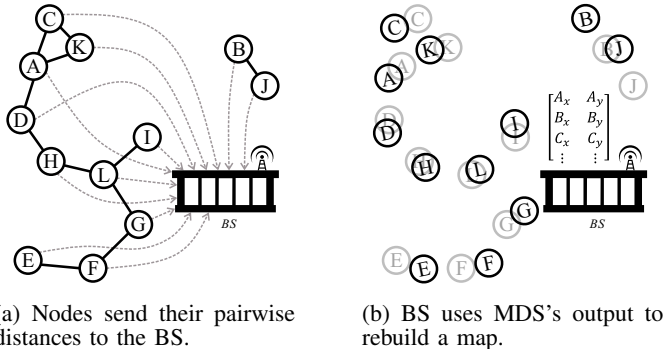 C
K
A
D
H
L
I
G
E
F
B
J
BS
C
C
K
K
A
A
D
D
H
H
L
L
I
I
G
G
E
E
F
F
B
B
J
J
A_x A_y
B_x B_y
C_x C_y
⋮ ⋮
BS
a) Nodes send their pairwise
distances to the BS.
(b) BS uses MDS's output to
rebuild a map.